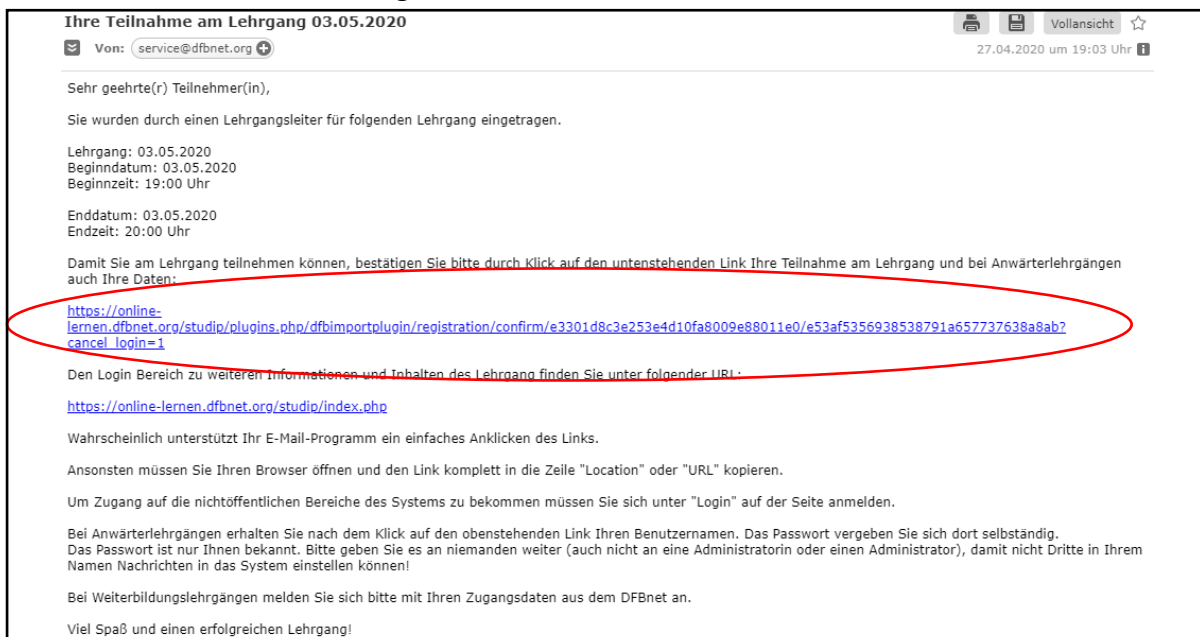 Ihre Teilnahme am Lehrgang 03.05.2020
Vollansicht
Von: service@dfbnet.org
27.04.2020 um 19:03 Uhr
Sehr geehrte(r) Teilnehmer(in),
Sie wurden durch einen Lehrgangsleiter für folgenden Lehrgang eingetragen.
Lehrgang: 03.05.2020
Beginndatum: 03.05.2020
Beginnzeit: 19:00 Uhr
Enddatum: 03.05.2020
Endzeit: 20:00 Uhr
Damit Sie am Lehrgang teilnehmen können, bestätigen Sie bitte durch Klick auf den untenstehenden Link Ihre Teilnahme am Lehrgang und bei Anwärterlehrgängen
auch Ihre Daten:
https://online-
lernen.dfbnet.org/studip/plugins.php/dfbimportplugin/registration/confirm/e3301d8c3e253e4d10fa8009e88011e0/e53af5356938538791a657737638a8ab?
cancel_login=1
Den Login Bereich zu weiteren Informationen und Inhalten des Lehrgang finden Sie unter folgender URL:
https://online-lernen.dfbnet.org/studip/index.php
Wahrscheinlich unterstützt Ihr E-Mail-Programm ein einfaches Anklicken des Links.
Ansonsten müssen Sie Ihren Browser öffnen und den Link komplett in die Zeile "Location" oder "URL" kopieren.
Um Zugang auf die nichtöffentlichen Bereiche des Systems zu bekommen müssen Sie sich unter "Login" auf der Seite anmelden.
Bei Anwärterlehrgängen erhalten Sie nach dem Klick auf den obenstehenden Link Ihren Benutzernamen. Das Passwort vergeben Sie sich dort selbständig.
Das Passwort ist nur Ihnen bekannt. Bitte geben Sie es an niemanden weiter (auch nicht an eine Administratorin oder einen Administrator), damit nicht Dritte in Ihrem
Namen Nachrichten in das System einstellen können!
Bei Weiterbildungslehrgängen melden Sie sich bitte mit Ihren Zugangsdaten aus dem DFBnet an.
Viel Spaß und einen erfolgreichen Lehrgang!